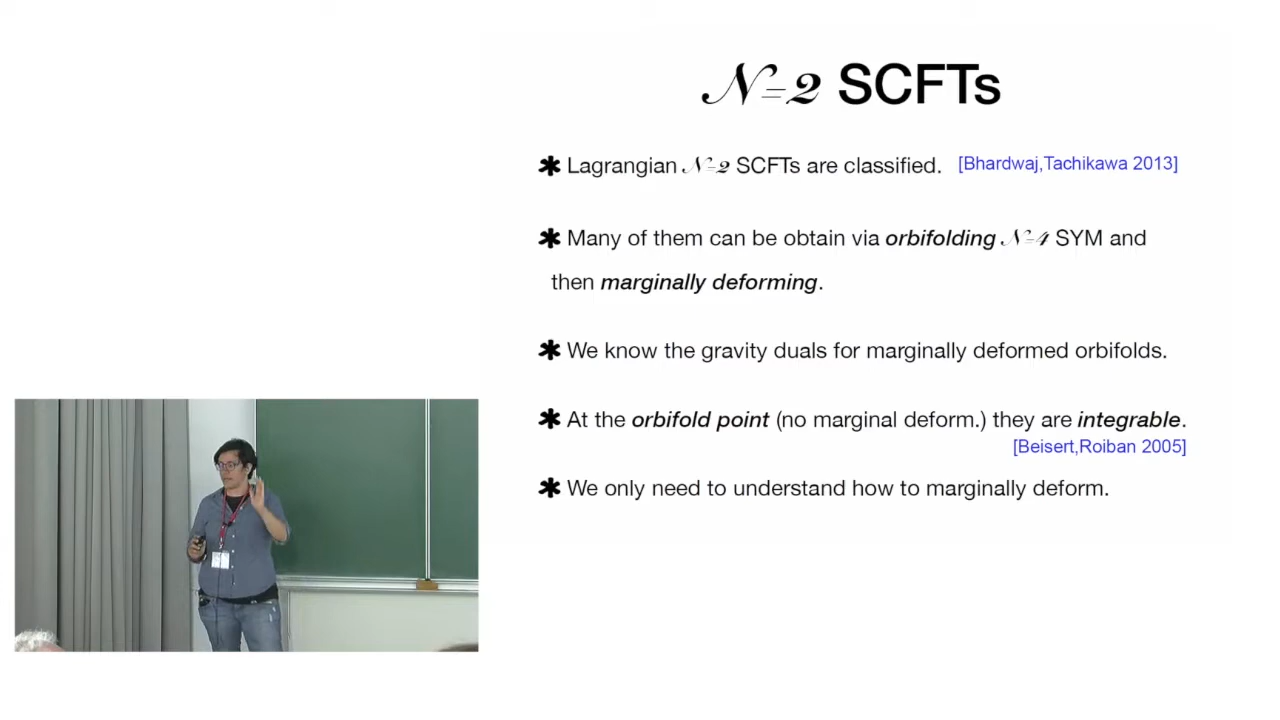 N=2 SCFTs
✱ Lagrangian N=2 SCFTs are classified. [Bhardwaj,Tachikawa 2013]
✱ Many of them can be obtain via orbifolding N=4 SYM and
then marginally deforming.
✱ We know the gravity duals for marginally deformed orbifolds.
✱ At the orbifold point (no marginal deform.) they are integrable.
[Beisert,Roiban 2005]
✱ We only need to understand how to marginally deform.